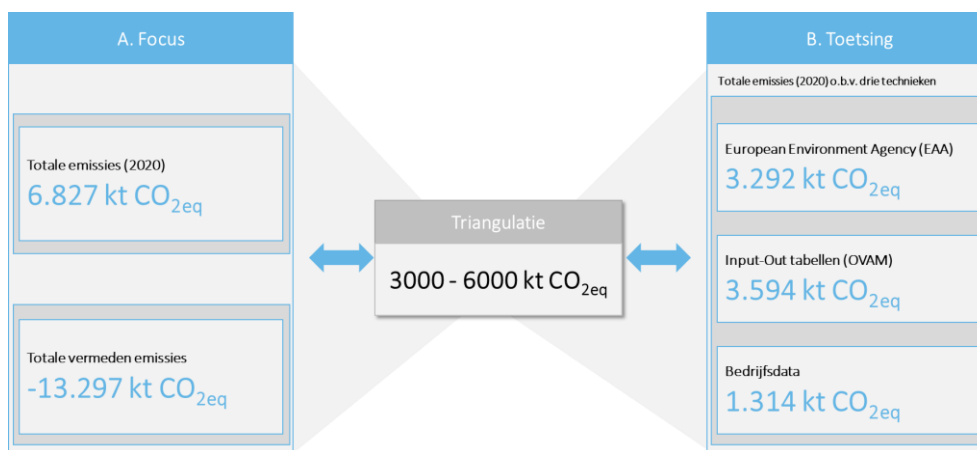 A. Focus
Totale emissies (2020)
6.827 kt CO2eq
Totale vermeden emissies
-13.297 kt CO2eq
Triangulatie
3000 - 6000 kt CO2eq
B. Toetsing
Totale emissies (2020) o.b.v. drie technieken
European Environment Agency (EAA)
3.292 kt CO2eq
Input-Out tabellen (OVAM)
3.594 kt CO2eq
Bedrijfsdata
1.314 kt CO2eq